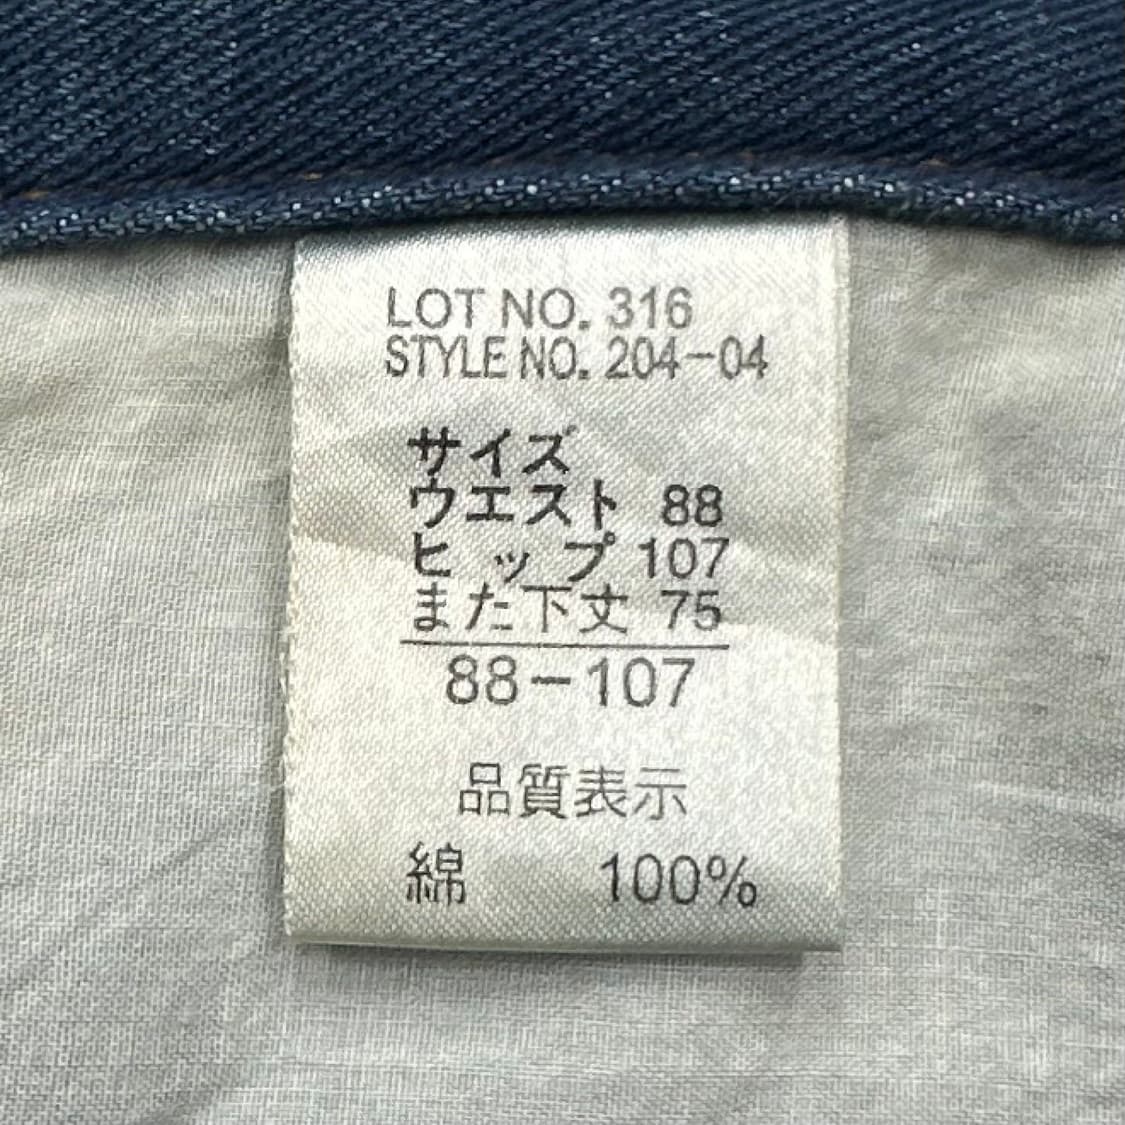 LOT NO. 316
STYLE NO. 204-04
サイズ
ウエスト 88
ヒップ 107
また下丈 75
88-107
品質表示
綿 100%